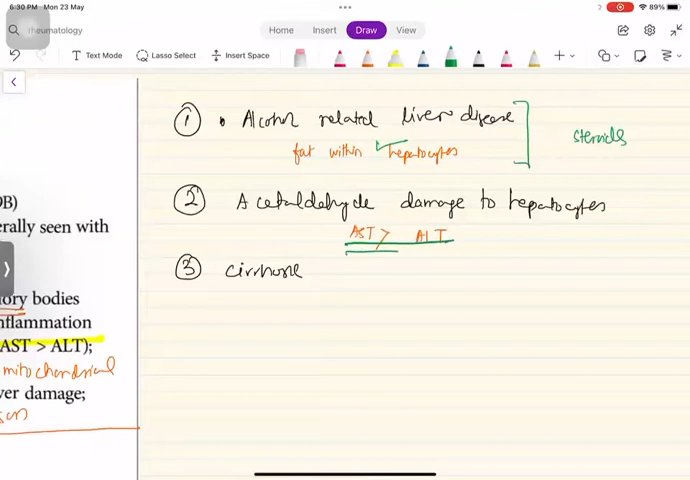 6:30 PM Mon 23 May
89%
rheumatology
Home Insert Draw View
Text Mode Lasso Select Insert Space
1 Alcohol related liver disease
fat within hepatocytes
steroids
2 Acetaldehyde damage to hepatocytes
AST > ALT
3 cirrhosis
OB)
erally seen with
ory bodies
nflammation
AST > ALT);
mitochondrial
ver damage;